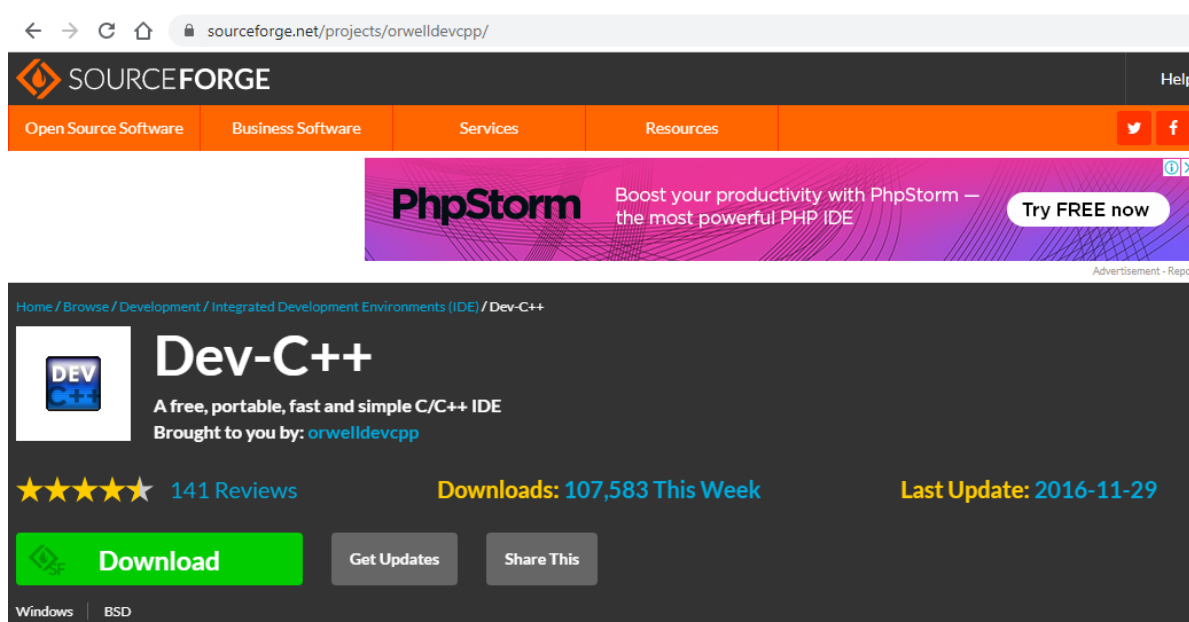 sourceforge.net/projects/orwelldevcpp/
SOURCEFORGE
Help
Open Source Software Business Software Services Resources
PhpStorm
Boost your productivity with PhpStorm —
the most powerful PHP IDE
Try FREE now
Advertisement - Repo
Home / Browse / Development / Integrated Development Environments (IDE) / Dev-C++
DEV
C++
Dev-C++
A free, portable, fast and simple C/C++ IDE
Brought to you by: orwelldevcpp
141 Reviews
Downloads: 107,583 This Week
Last Update: 2016-11-29
SF
Download
Get Updates
Share This
Windows BSD